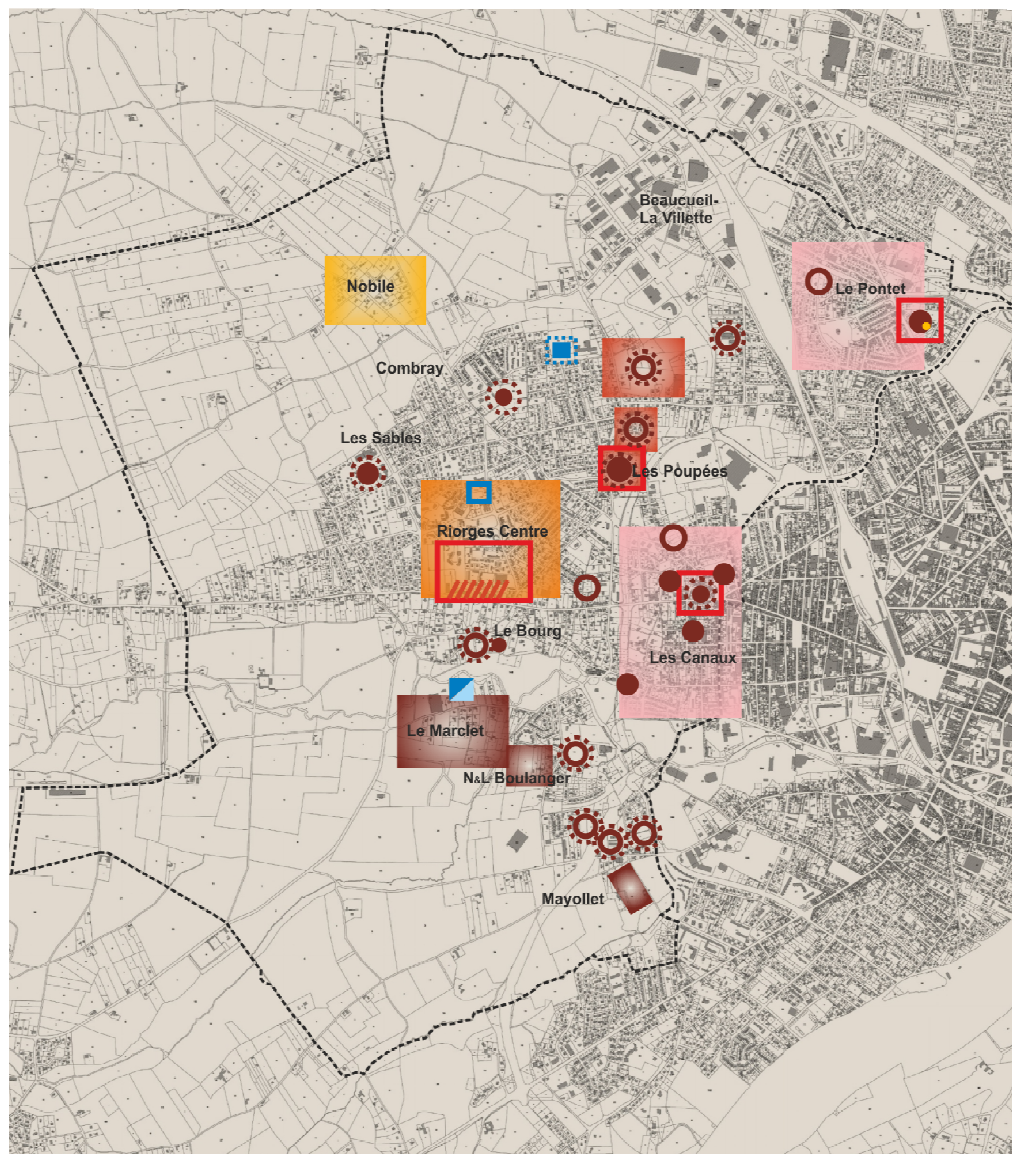 Beaucueil-
La Villette
Nobile
Le Pontet
Combray
Les Sables
Les Poupées
Riorges Centre
Le Bourg
Les Canaux
Le Marclet
N&L Boulanger
Mayollet